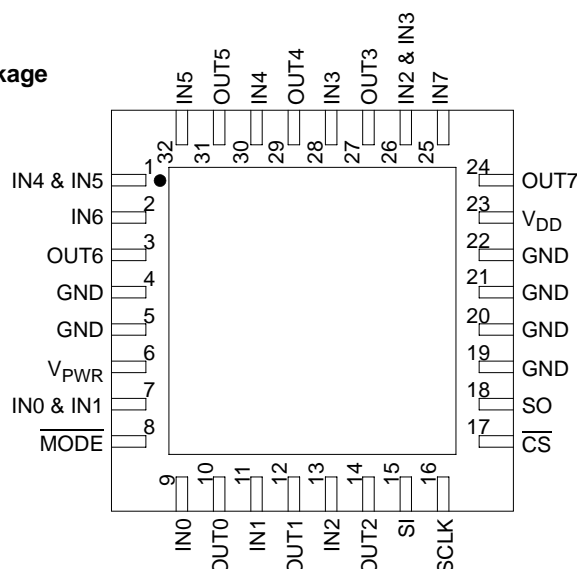 kage
IN5
OUT5
IN4
OUT4
IN3
OUT3
IN2 & IN3
IN7
32
31
30
29
28
27
26
25
IN4 & IN5 1
IN6 2
OUT6 3
GND 4
GND 5
VPWR 6
IN0 & IN1 7
MODE 8
24 OUT7
23 VDD
22 GND
21 GND
20 GND
19 GND
18 SO
17 CS
9
10
11
12
13
14
15
16
IN0
OUT0
IN1
OUT1
IN2
OUT2
SI
SCLK